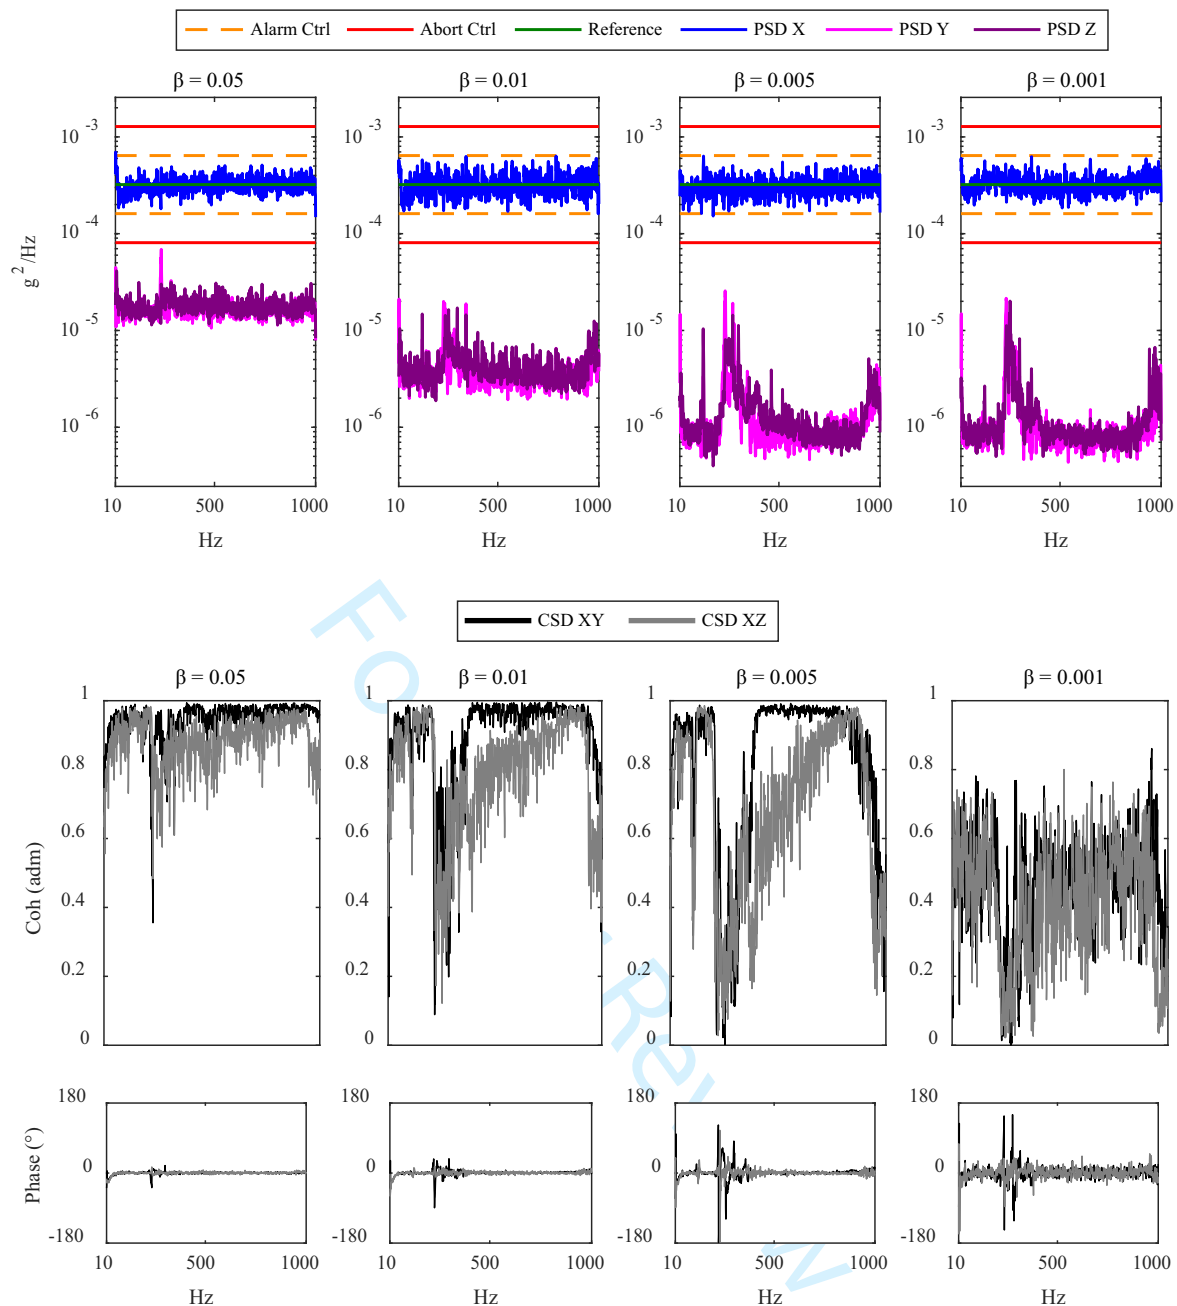 Alarm Ctrl Abort Ctrl Reference PSD X PSD Y PSD Z
β = 0.05 β = 0.01 β = 0.005 β = 0.001
g 2 /Hz
10 -3 10 -3 10 -3 10 -3
10 -4 10 -4 10 -4 10 -4
10 -5 10 -5 10 -5 10 -5
10 -6 10 -6 10 -6 10 -6
10 500 1000 10 500 1000 10 500 1000 10 500 1000
Hz Hz Hz Hz
CSD XY CSD XZ
β = 0.05 β = 0.01 β = 0.005 β = 0.001
Coh (adm)
1 1 1 1
0.8 0.8 0.8 0.8
0.6 0.6 0.6 0.6
0.4 0.4 0.4 0.4
0.2 0.2 0.2 0.2
0 0 0 0
Phase (°)
180 180 180 180
0 0 0 0
-180 -180 -180 -180
10 500 1000 10 500 1000 10 500 1000 10 500 1000
Hz Hz Hz Hz